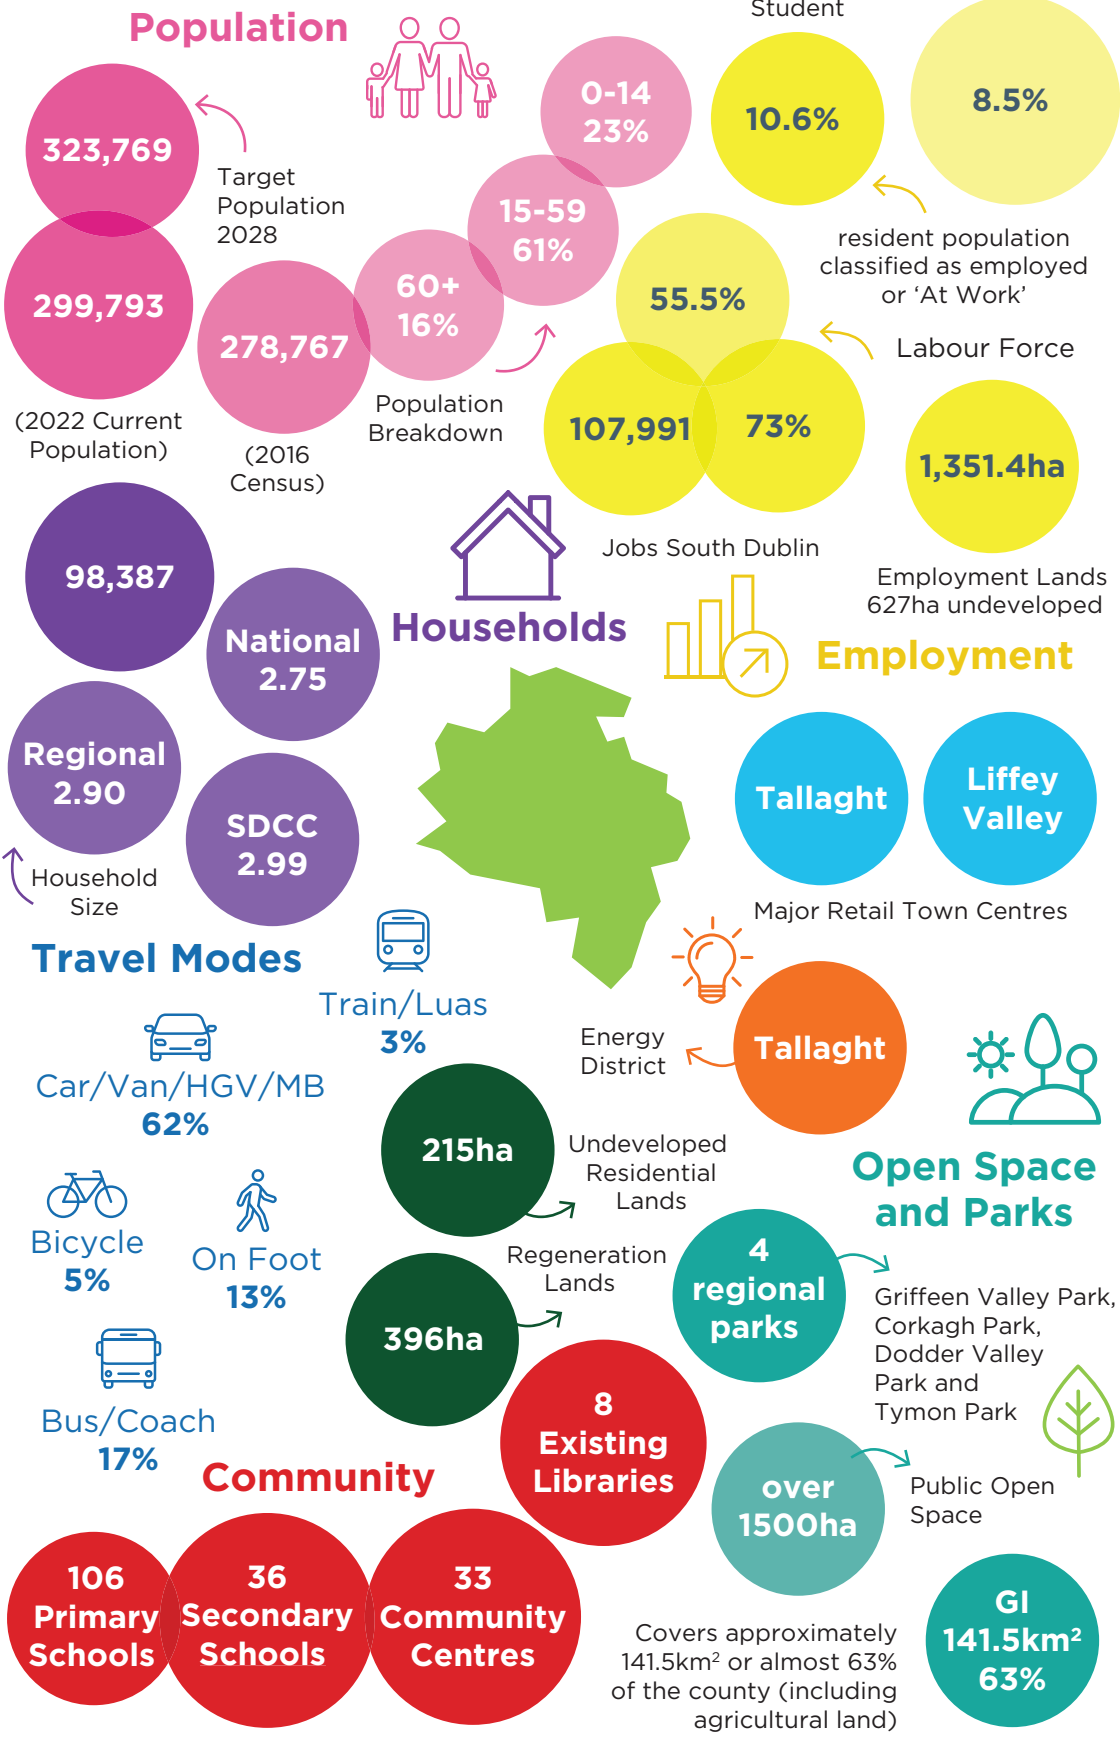 Population
323,769
Target
Population
2028
299,793
(2022 Current
Population)
278,767
(2016
Census)
0-14
23%
15-59
61%
60+
16%
Population
Breakdown
Student
10.6%
8.5%
resident population
classified as employed
or ‘At Work’
55.5%
Labour Force
107,991
73%
Jobs South Dublin
1,351.4ha
Employment Lands
627ha undeveloped
Employment
Households
98,387
National
2.75
Regional
2.90
SDCC
2.99
Household
Size
Tallaght
Liffey
Valley
Major Retail Town Centres
Travel Modes
Train/Luas
3%
Car/Van/HGV/MB
62%
Bicycle
5%
On Foot
13%
Bus/Coach
17%
Energy
District
Tallaght
215ha
Undeveloped
Residential
Lands
Regeneration
Lands
396ha
Open Space
and Parks
4
regional
parks
Griffeen Valley Park,
Corkagh Park,
Dodder Valley
Park and
Tymon Park
over
1500ha
Public Open
Space
GI
141.5km²
63%
Covers approximately
141.5km² or almost 63%
of the county (including
agricultural land)
Community
8
Existing
Libraries
106
Primary
Schools
36
Secondary
Schools
33
Community
Centres